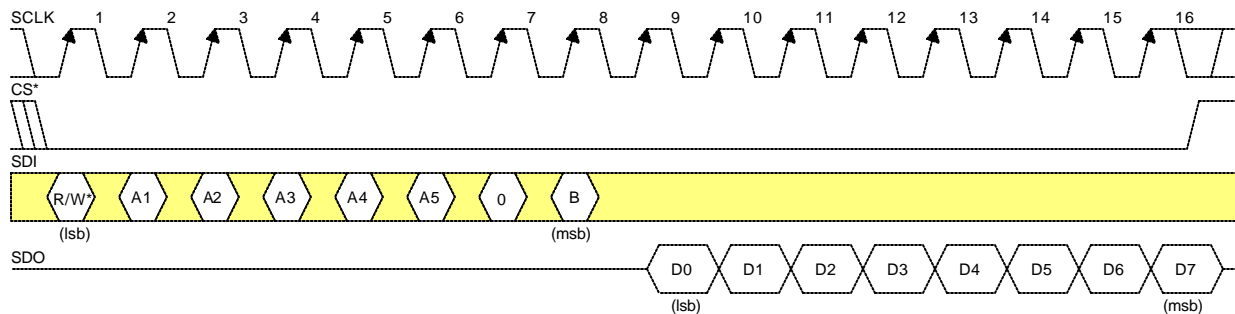 SCLK 1 2 3 4 5 6 7 8 9 10 11 12 13 14 15 16
CS*
SDI
R/W* A1 A2 A3 A4 A5 0 B
(lsb) (msb)
SDO
D0 D1 D2 D3 D4 D5 D6 D7
(lsb) (msb)